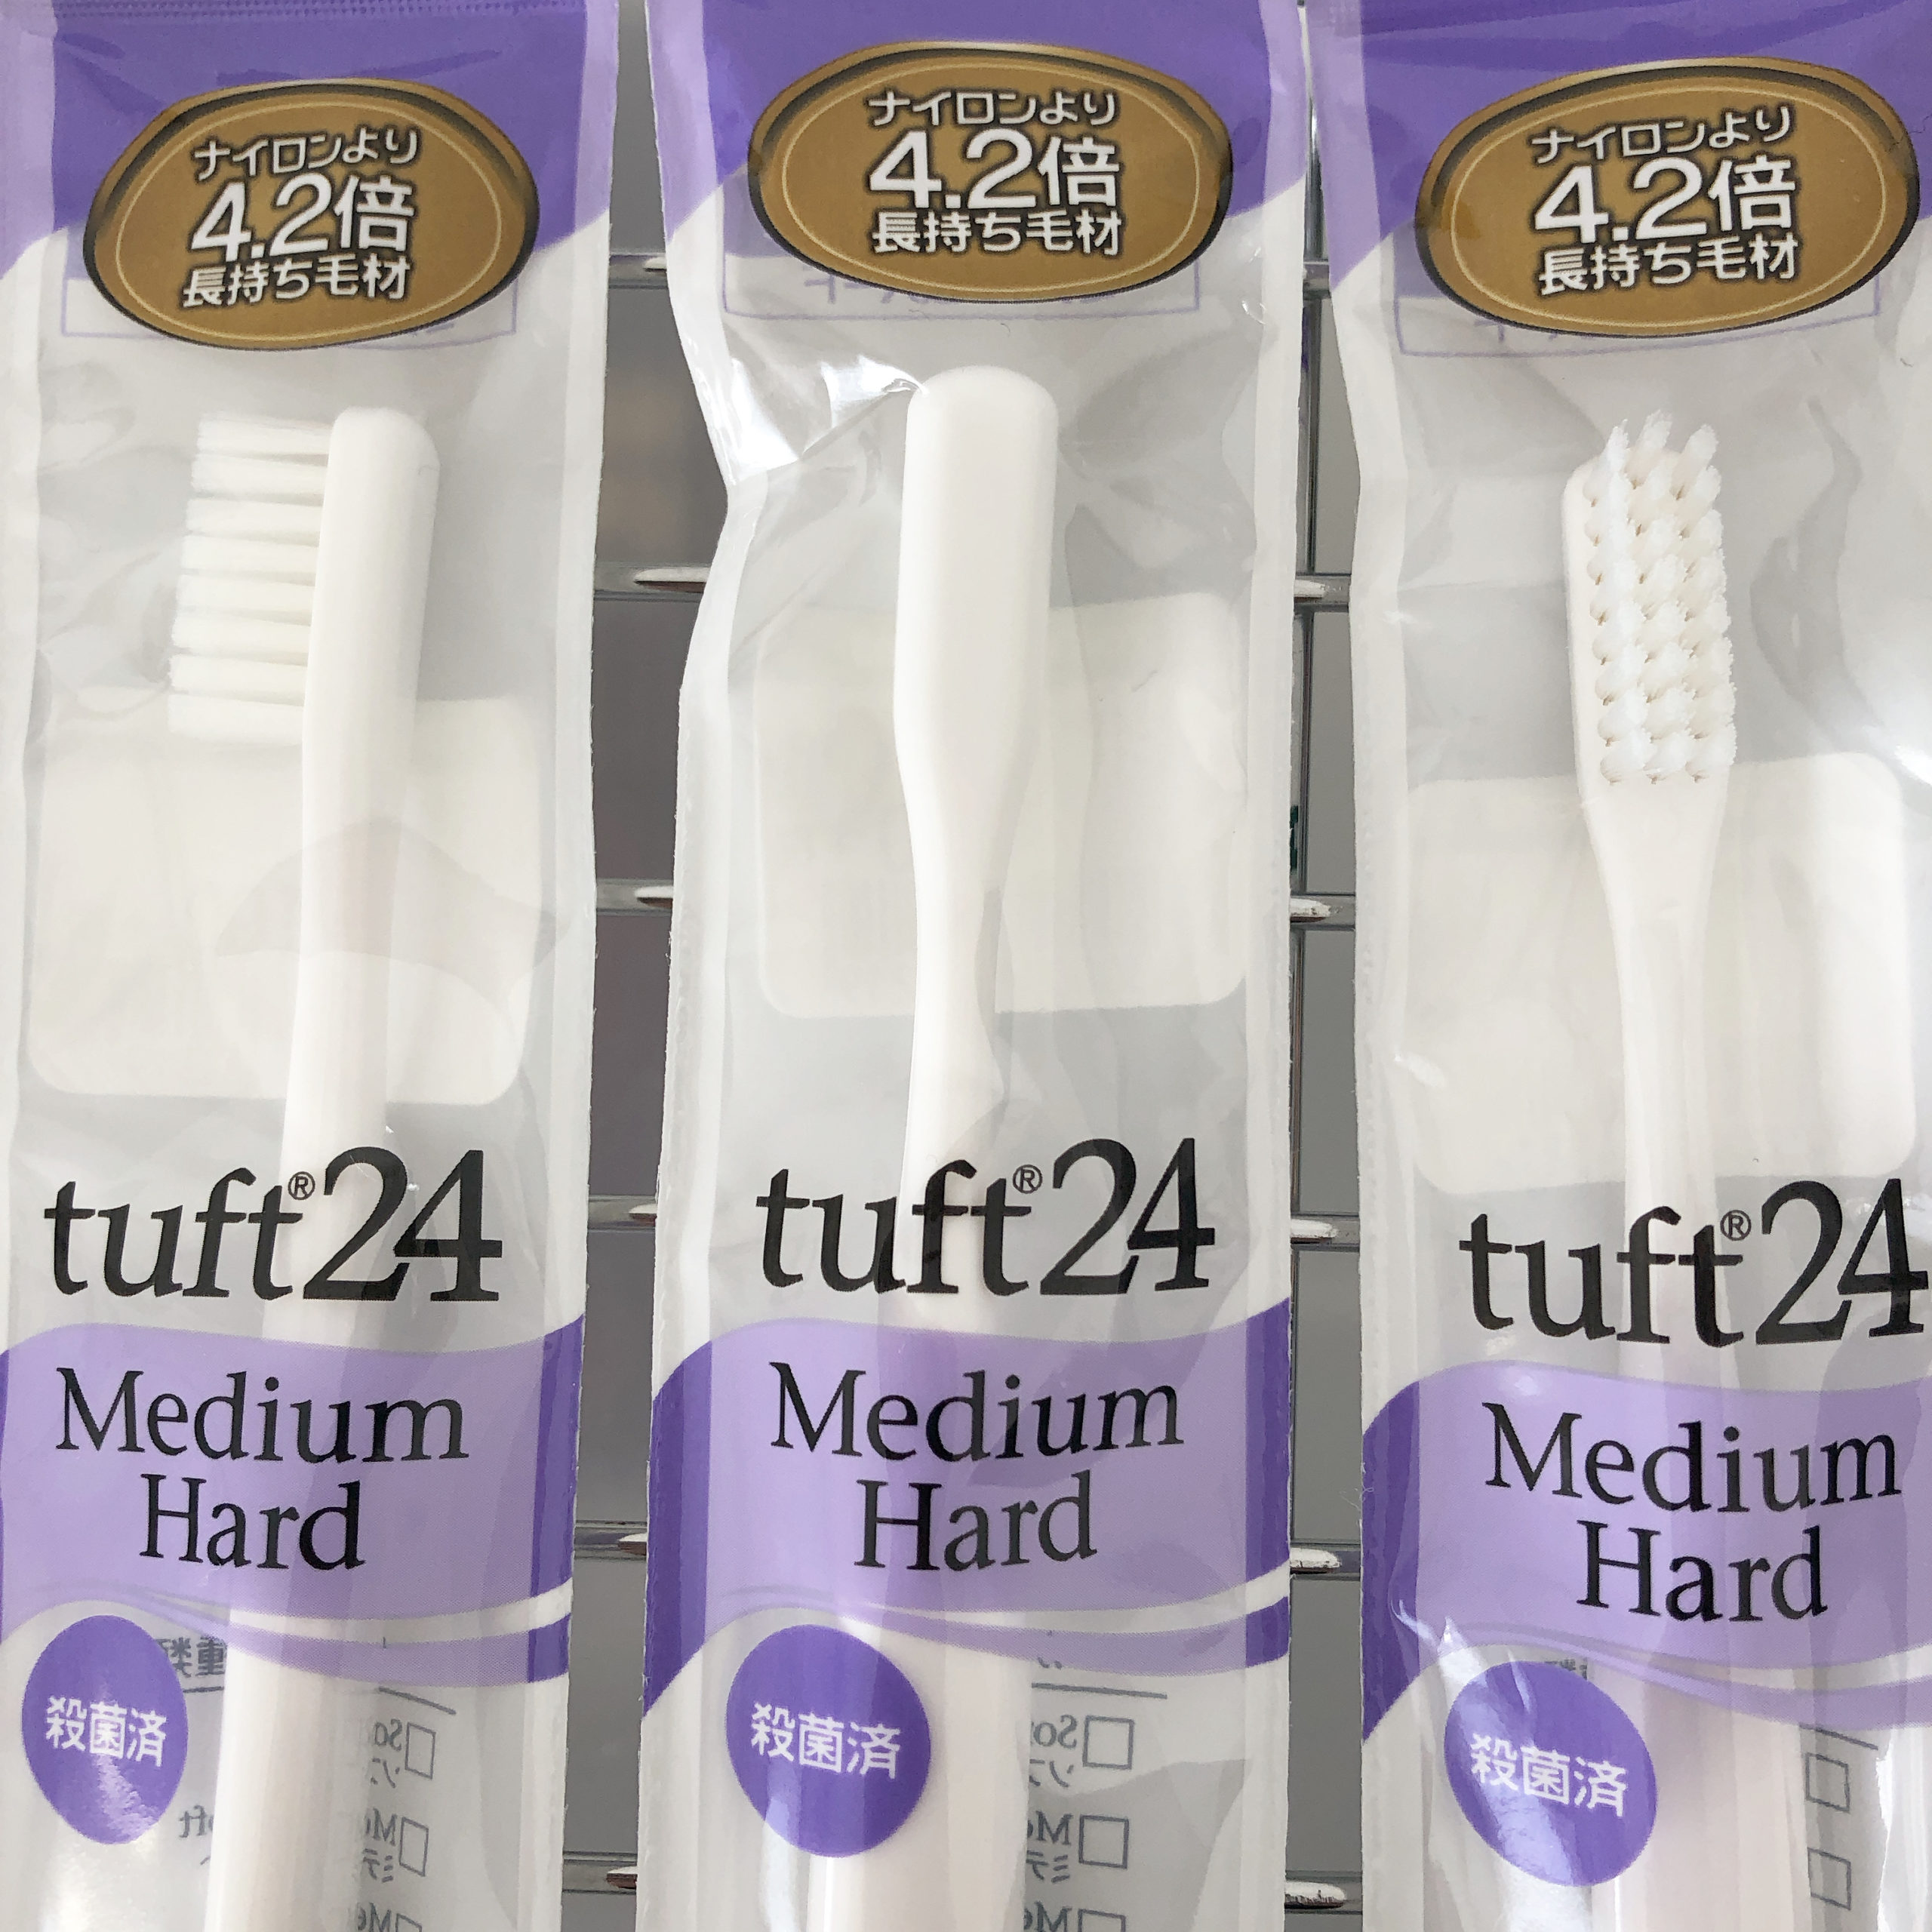 ナイロンより
4.2倍
長持ち毛材
tuft®24
Medium
Hard
殺菌済
ナイロンより
4.2倍
長持ち毛材
tuft®24
Medium
Hard
殺菌済
ナイロンより
4.2倍
長持ち毛材
tuft®24
Medium
Hard
殺菌済